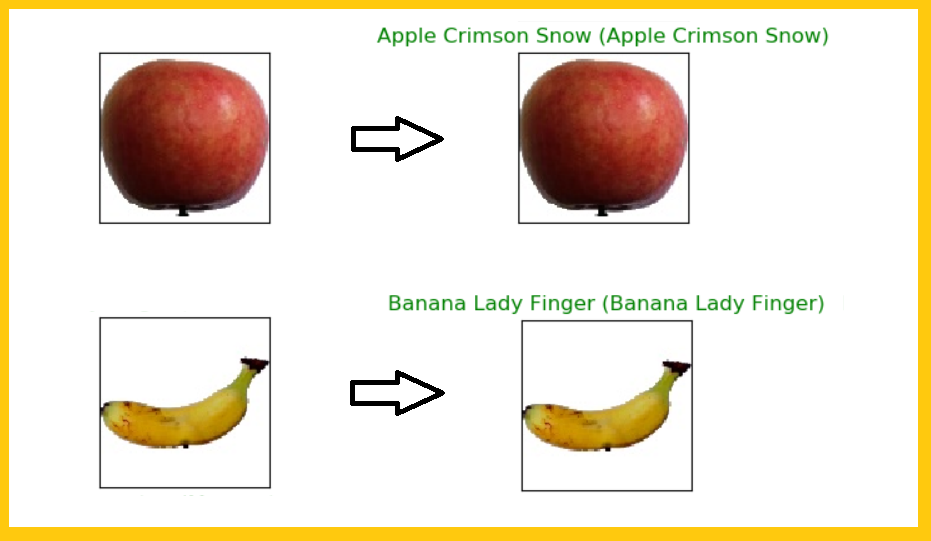 Apple Crimson Snow (Apple Crimson Snow)
Banana Lady Finger (Banana Lady Finger)